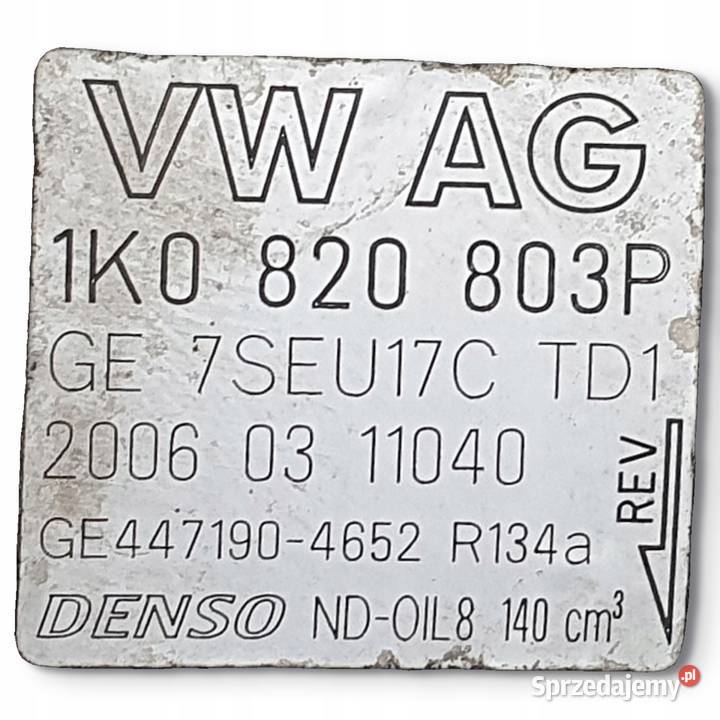 VW AG
1K0 820 803P
GE 7SEU17C TD1
2006 03 11040
REV
GE447190-4652 R134a
DENSO ND-OIL8 140 cm³
Sprzedajemy.pl